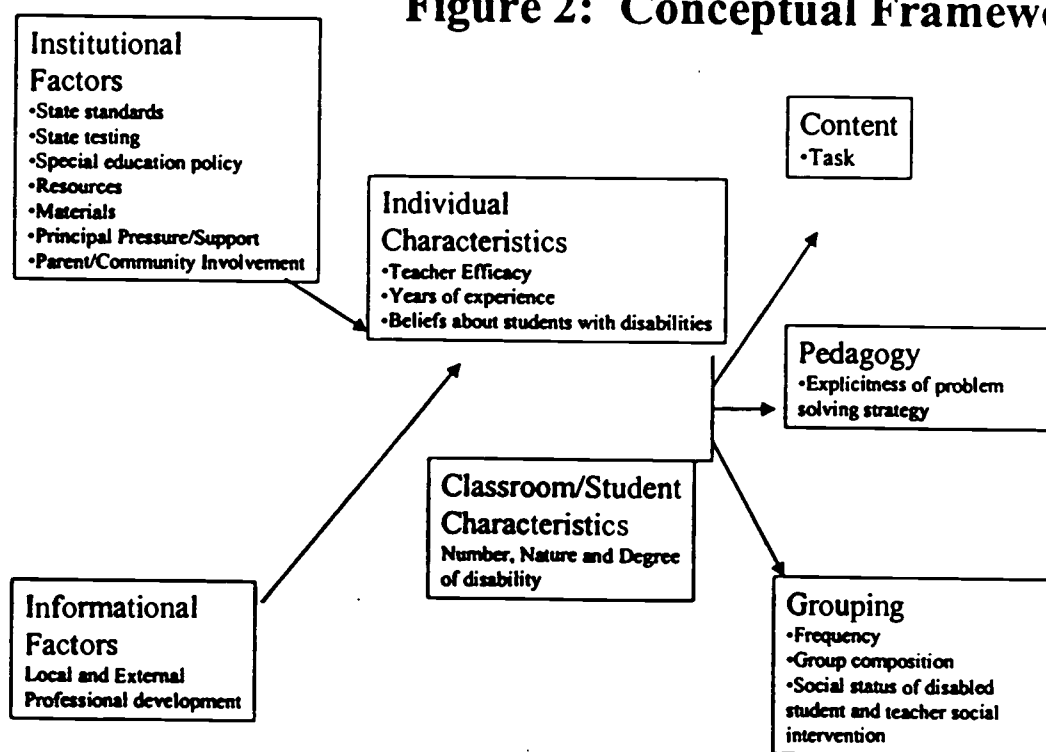 Figure 2: Conceptual Framew
Institutional
Factors
•State standards
•State testing
•Special education policy
•Resources
•Materials
•Principal Pressure/Support
•Parent/Community Involvement
Individual
Characteristics
•Teacher Efficacy
•Years of experience
•Beliefs about students with disabilities
Content
•Task
Pedagogy
•Explicitness of problem
solving strategy
Classroom/Student
Characteristics
Number, Nature and Degree
of disability
Informational
Factors
Local and External
Professional development
Grouping
•Frequency
•Group composition
•Social status of disabled
student and teacher social
intervention